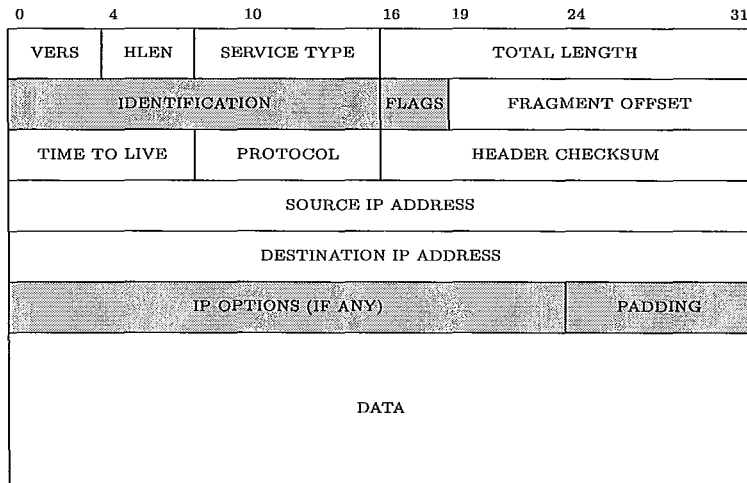 0 4 10 16 19 24 31
VERS HLEN SERVICE TYPE TOTAL LENGTH
IDENTIFICATION FLAGS FRAGMENT OFFSET
TIME TO LIVE PROTOCOL HEADER CHECKSUM
SOURCE IP ADDRESS
DESTINATION IP ADDRESS
IP OPTIONS (IF ANY) PADDING
DATA